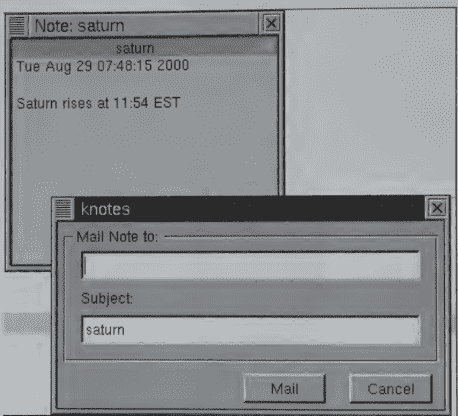 Note: saturn
saturn
Tue Aug 29 07:48:15 2000
Saturn rises at 11:54 EST
knotes
Mail Note to:
Subject:
saturn
Mail
Cancel